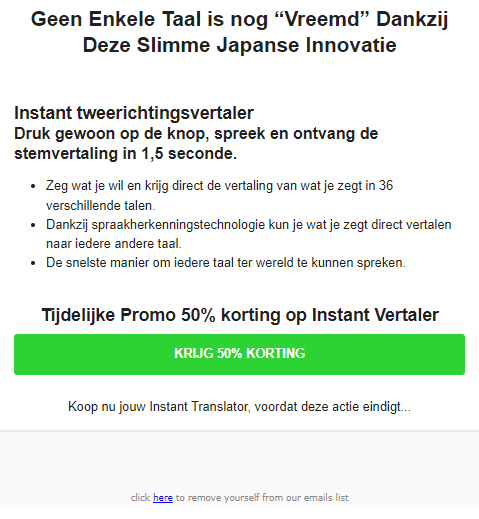 Geen Enkele Taal is nog “Vreemd” Dankzij
Deze Slimme Japanse Innovatie
Instant tweerichtingsvertaler
Druk gewoon op de knop, spreek en ontvang de
stemvertaling in 1,5 seconde.
• Zeg wat je wil en krijg direct de vertaling van wat je zegt in 36
verschillende talen.
• Dankzij spraakherkenningstechnologie kun je wat je zegt direct vertalen
naar iedere andere taal.
• De snelste manier om iedere taal ter wereld te kunnen spreken.
Tijdelijke Promo 50% korting op Instant Vertaler
KRIJG 50% KORTING
Koop nu jouw Instant Translator, voordat deze actie eindigt...
click here to remove yourself from our emails list